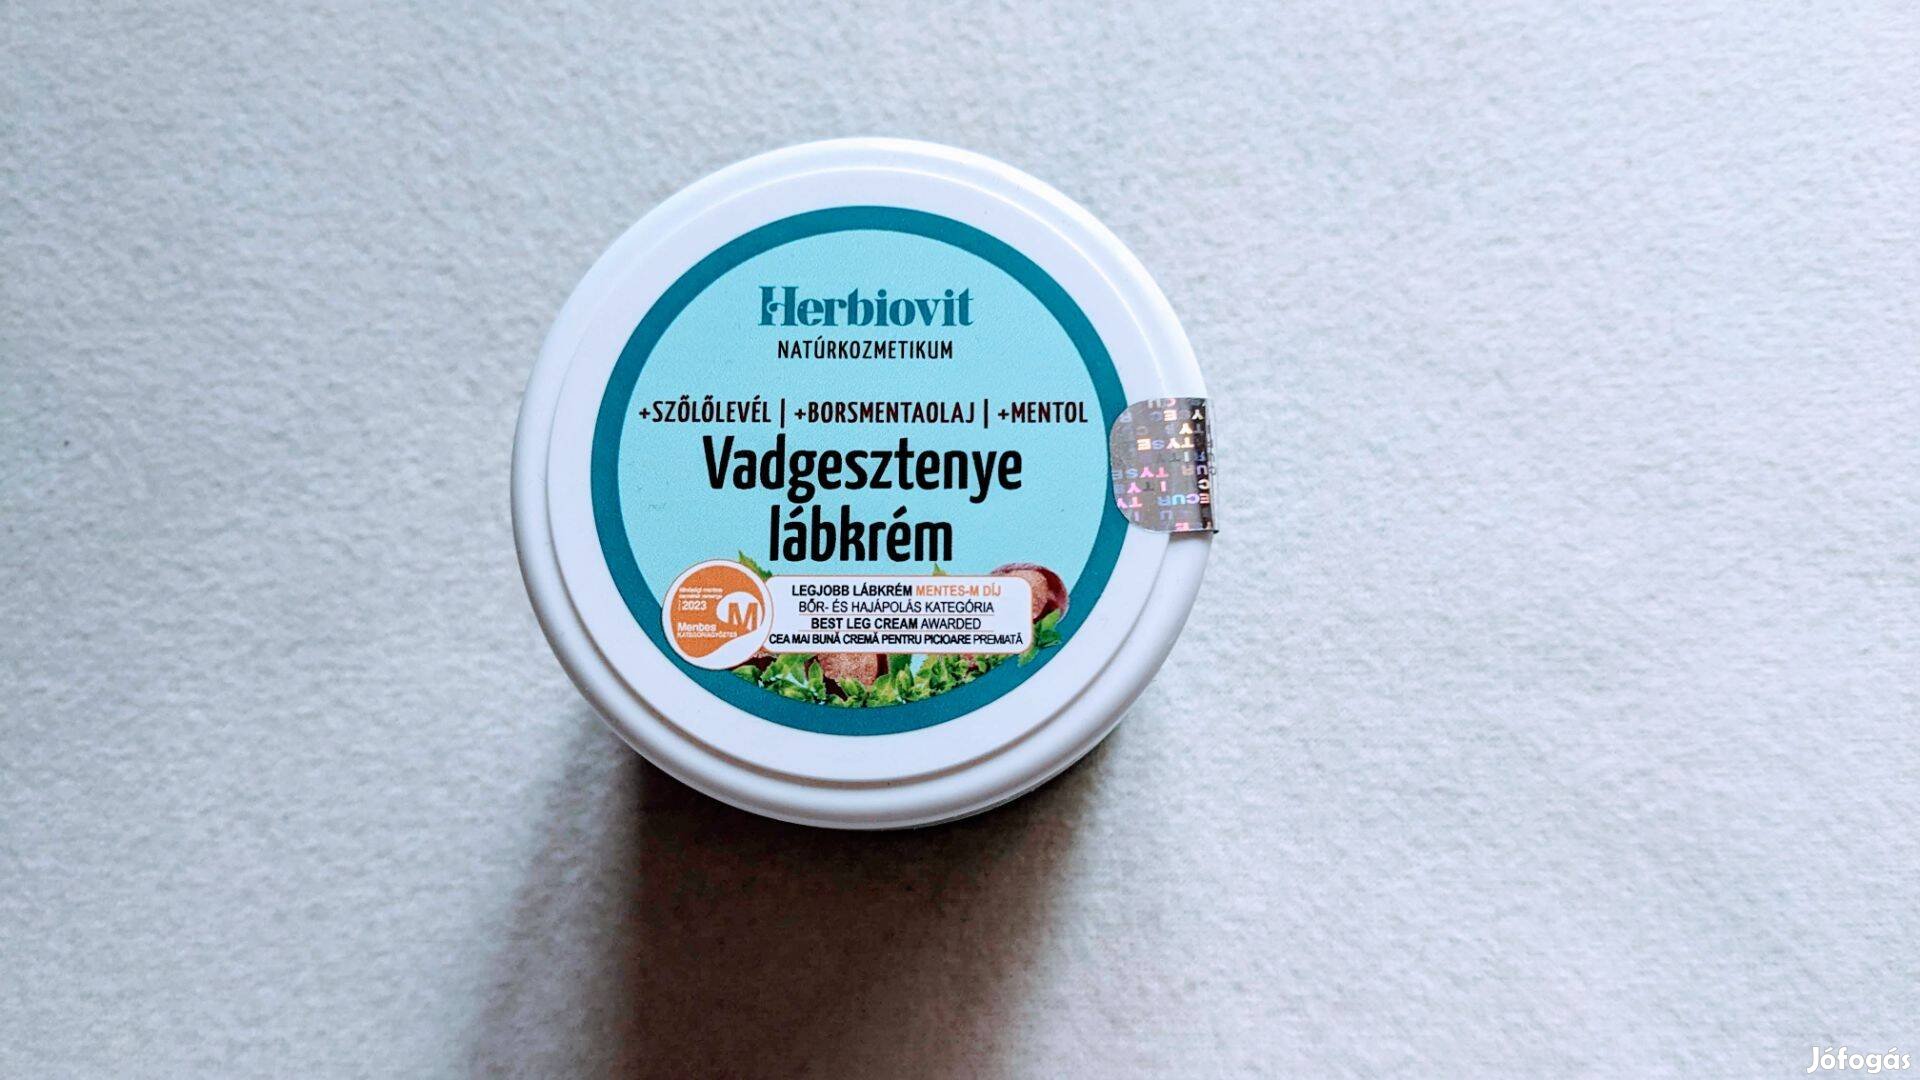 Herbiovit
NATÚRKOZMETIKUM
+SZŐLŐLEVÉL | +BORSMENTAOLAJ | +MENTOL
Vadgesztenye
lábkrém
2023
M
Mentes
LEGJOBB LÁBKRÉM MENTES-M DÍJ
BŐR- ÉS HAJÁPOLÁS KATEGÓRIA
BEST LEG CREAM AWARDED
CEA MAI BUNĂ CREMĂ PENTRU PICIOARE PREMIATĂ
Jófogás